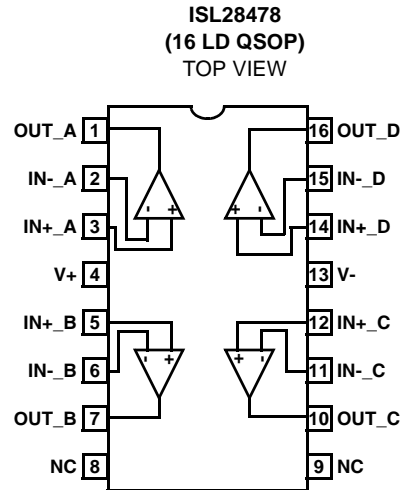 ISL28478
(16 LD QSOP)
TOP VIEW
OUT_A 1
16 OUT_D
IN-_A 2
15 IN-_D
- +
+ -
IN+_A 3
14 IN+_D
V+ 4
13 V-
IN+_B 5
12 IN+_C
- +
+ -
IN-_B 6
11 IN-_C
OUT_B 7
10 OUT_C
NC 8
9 NC